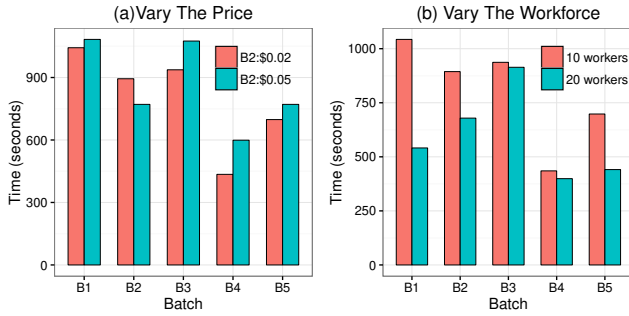 (a)Vary The Price
Time (seconds)
900
600
300
0
B2:$0.02
B2:$0.05
B1 B2 B3 B4 B5
Batch
(b) Vary The Workforce
Time (seconds)
1000
750
500
250
0
10 workers
20 workers
B1 B2 B3 B4 B5
Batch